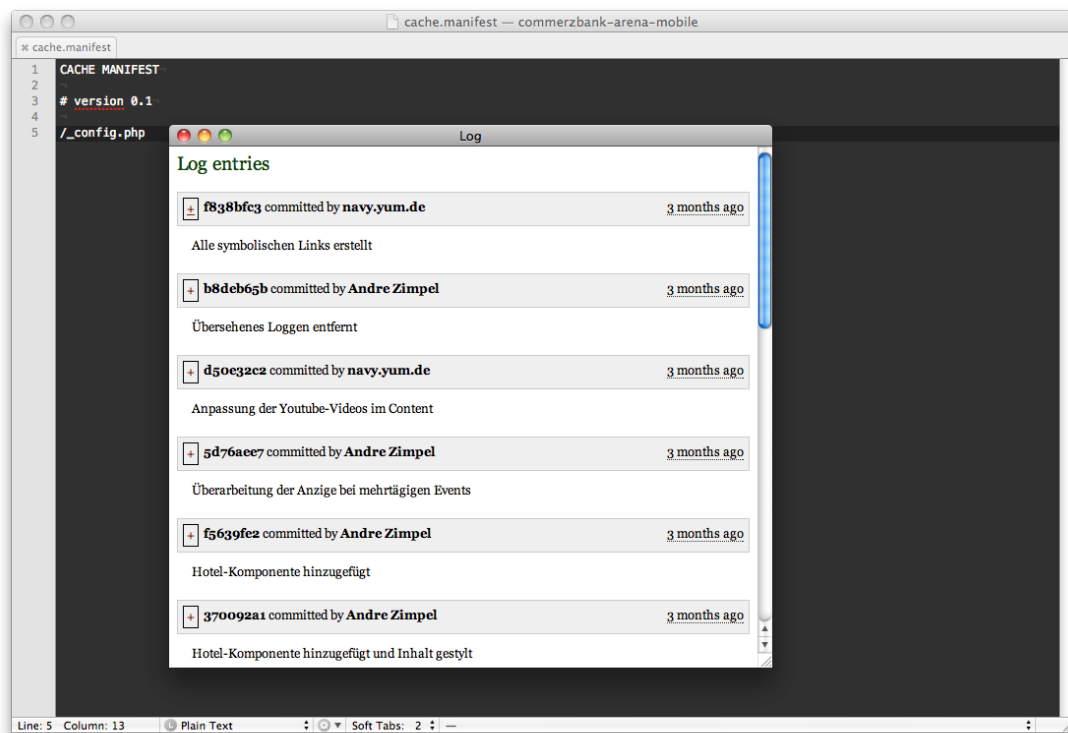 cache.manifest — commerzbank-arena-mobile
cache.manifest
1 CACHE MANIFEST
2
3 # version 0.1
4
5 /_config.php
Log
Log entries
+ f838bfc3 committed by navy.yum.de 3 months ago
Alle symbolischen Links erstellt
+ b8deb65b committed by Andre Zimpel 3 months ago
Übersehenes Loggen entfernt
+ d50e32c2 committed by navy.yum.de 3 months ago
Anpassung der Youtube-Videos im Content
+ 5d76aee7 committed by Andre Zimpel 3 months ago
Überarbeitung der Anzige bei mehrtägigen Events
+ f5639fe2 committed by Andre Zimpel 3 months ago
Hotel-Komponente hinzugefügt
+ 370092a1 committed by Andre Zimpel 3 months ago
Hotel-Komponente hinzugefügt und Inhalt gestylt
Line: 5 Column: 13 L Plain Text Soft Tabs: 2 —